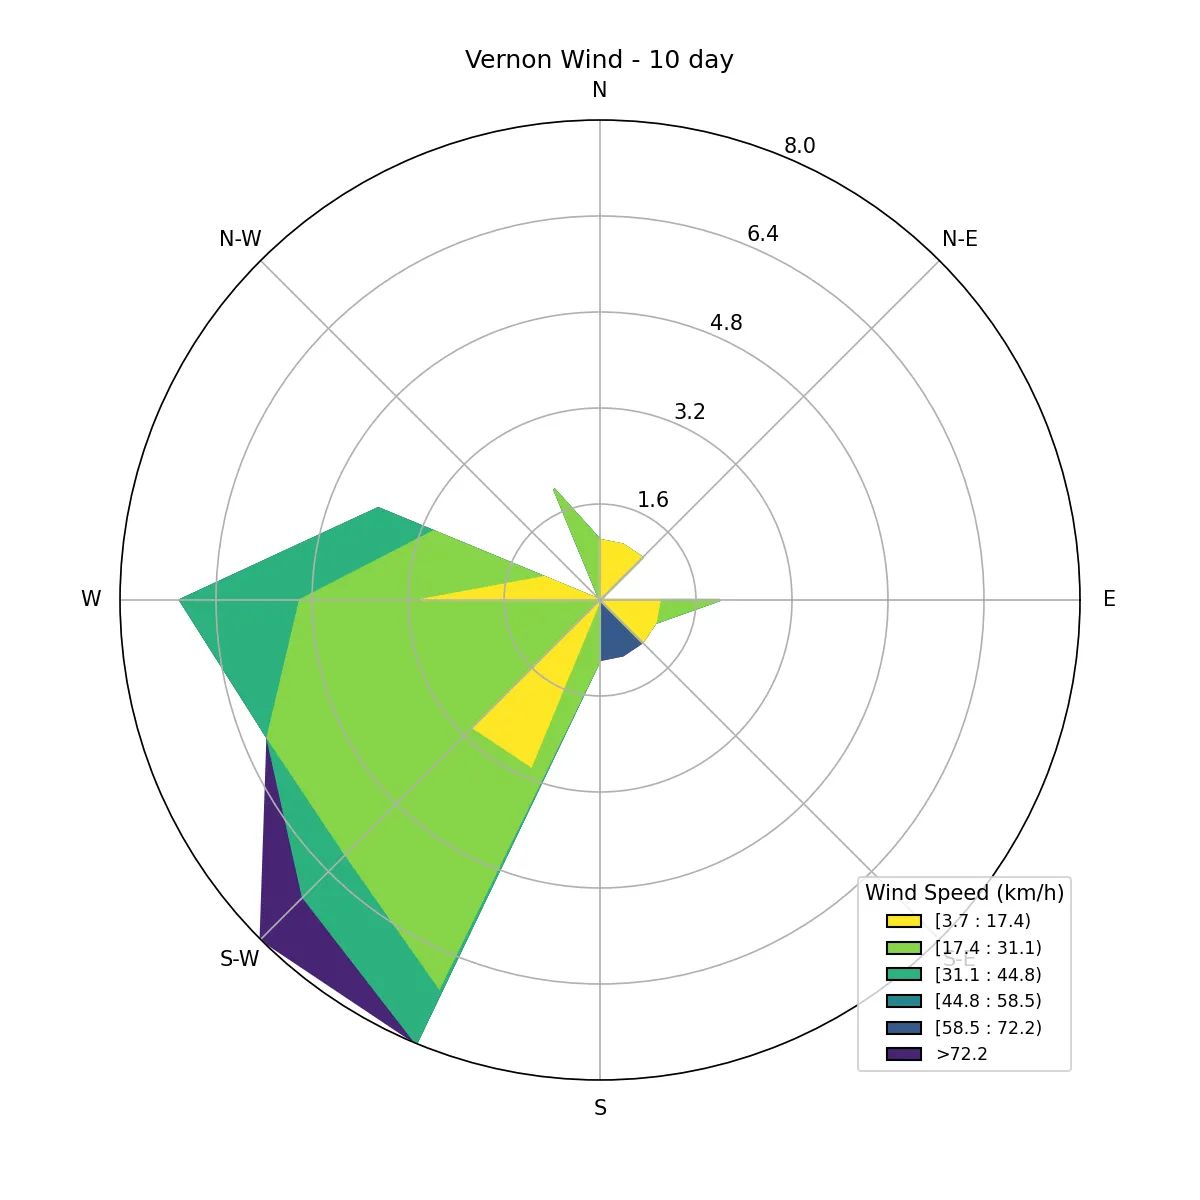 Vernon Wind - 10 day
N
8.0
N-W
6.4
N-E
4.8
3.2
1.6
W
E
Wind Speed (km/h)
[3.7 : 17.4)
[17.4 : 31.1)
S-W
S-E
[31.1 : 44.8)
[44.8 : 58.5)
[58.5 : 72.2)
>72.2
S